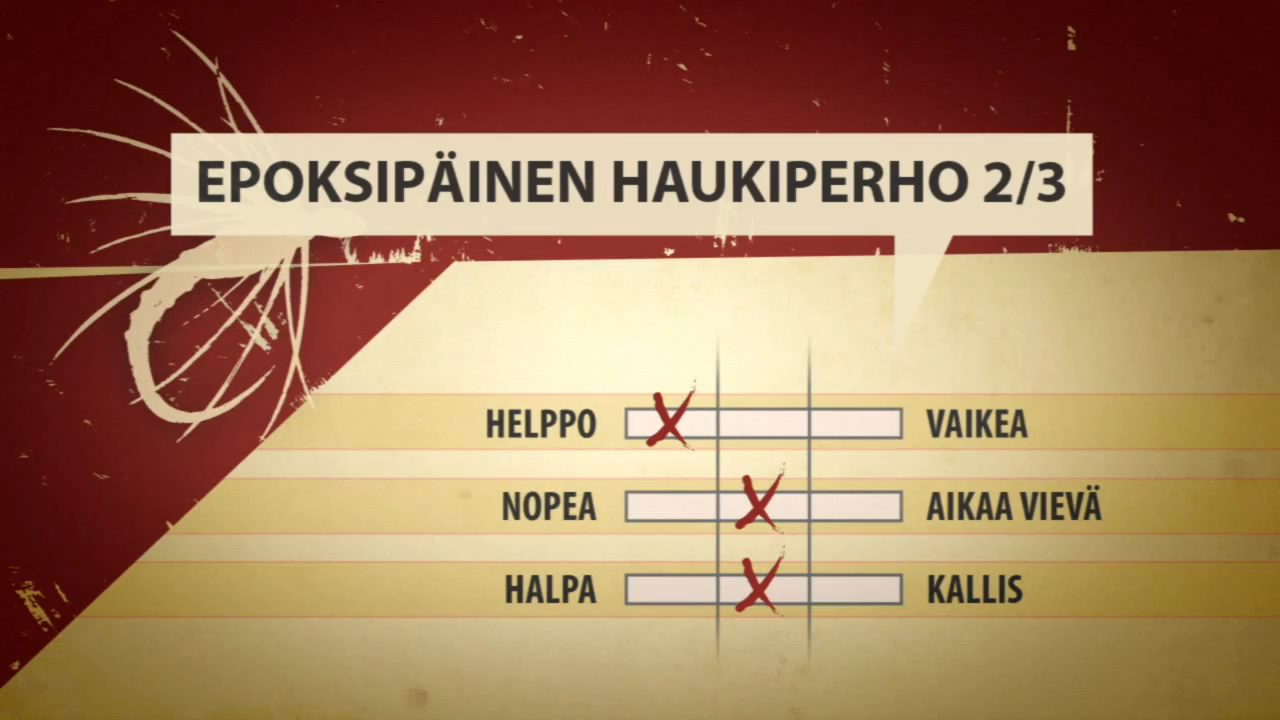 EPOKSIPÄINEN HAUKIPERHO 2/3
HELPPO VAIKEA
NOPEA AIKAA VIEVÄ
HALPA KALLIS